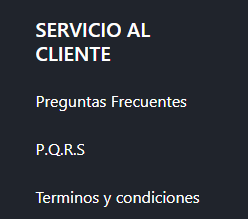 SERVICIO AL
CLIENTE
Preguntas Frecuentes
P.Q.R.S
Terminos y condiciones